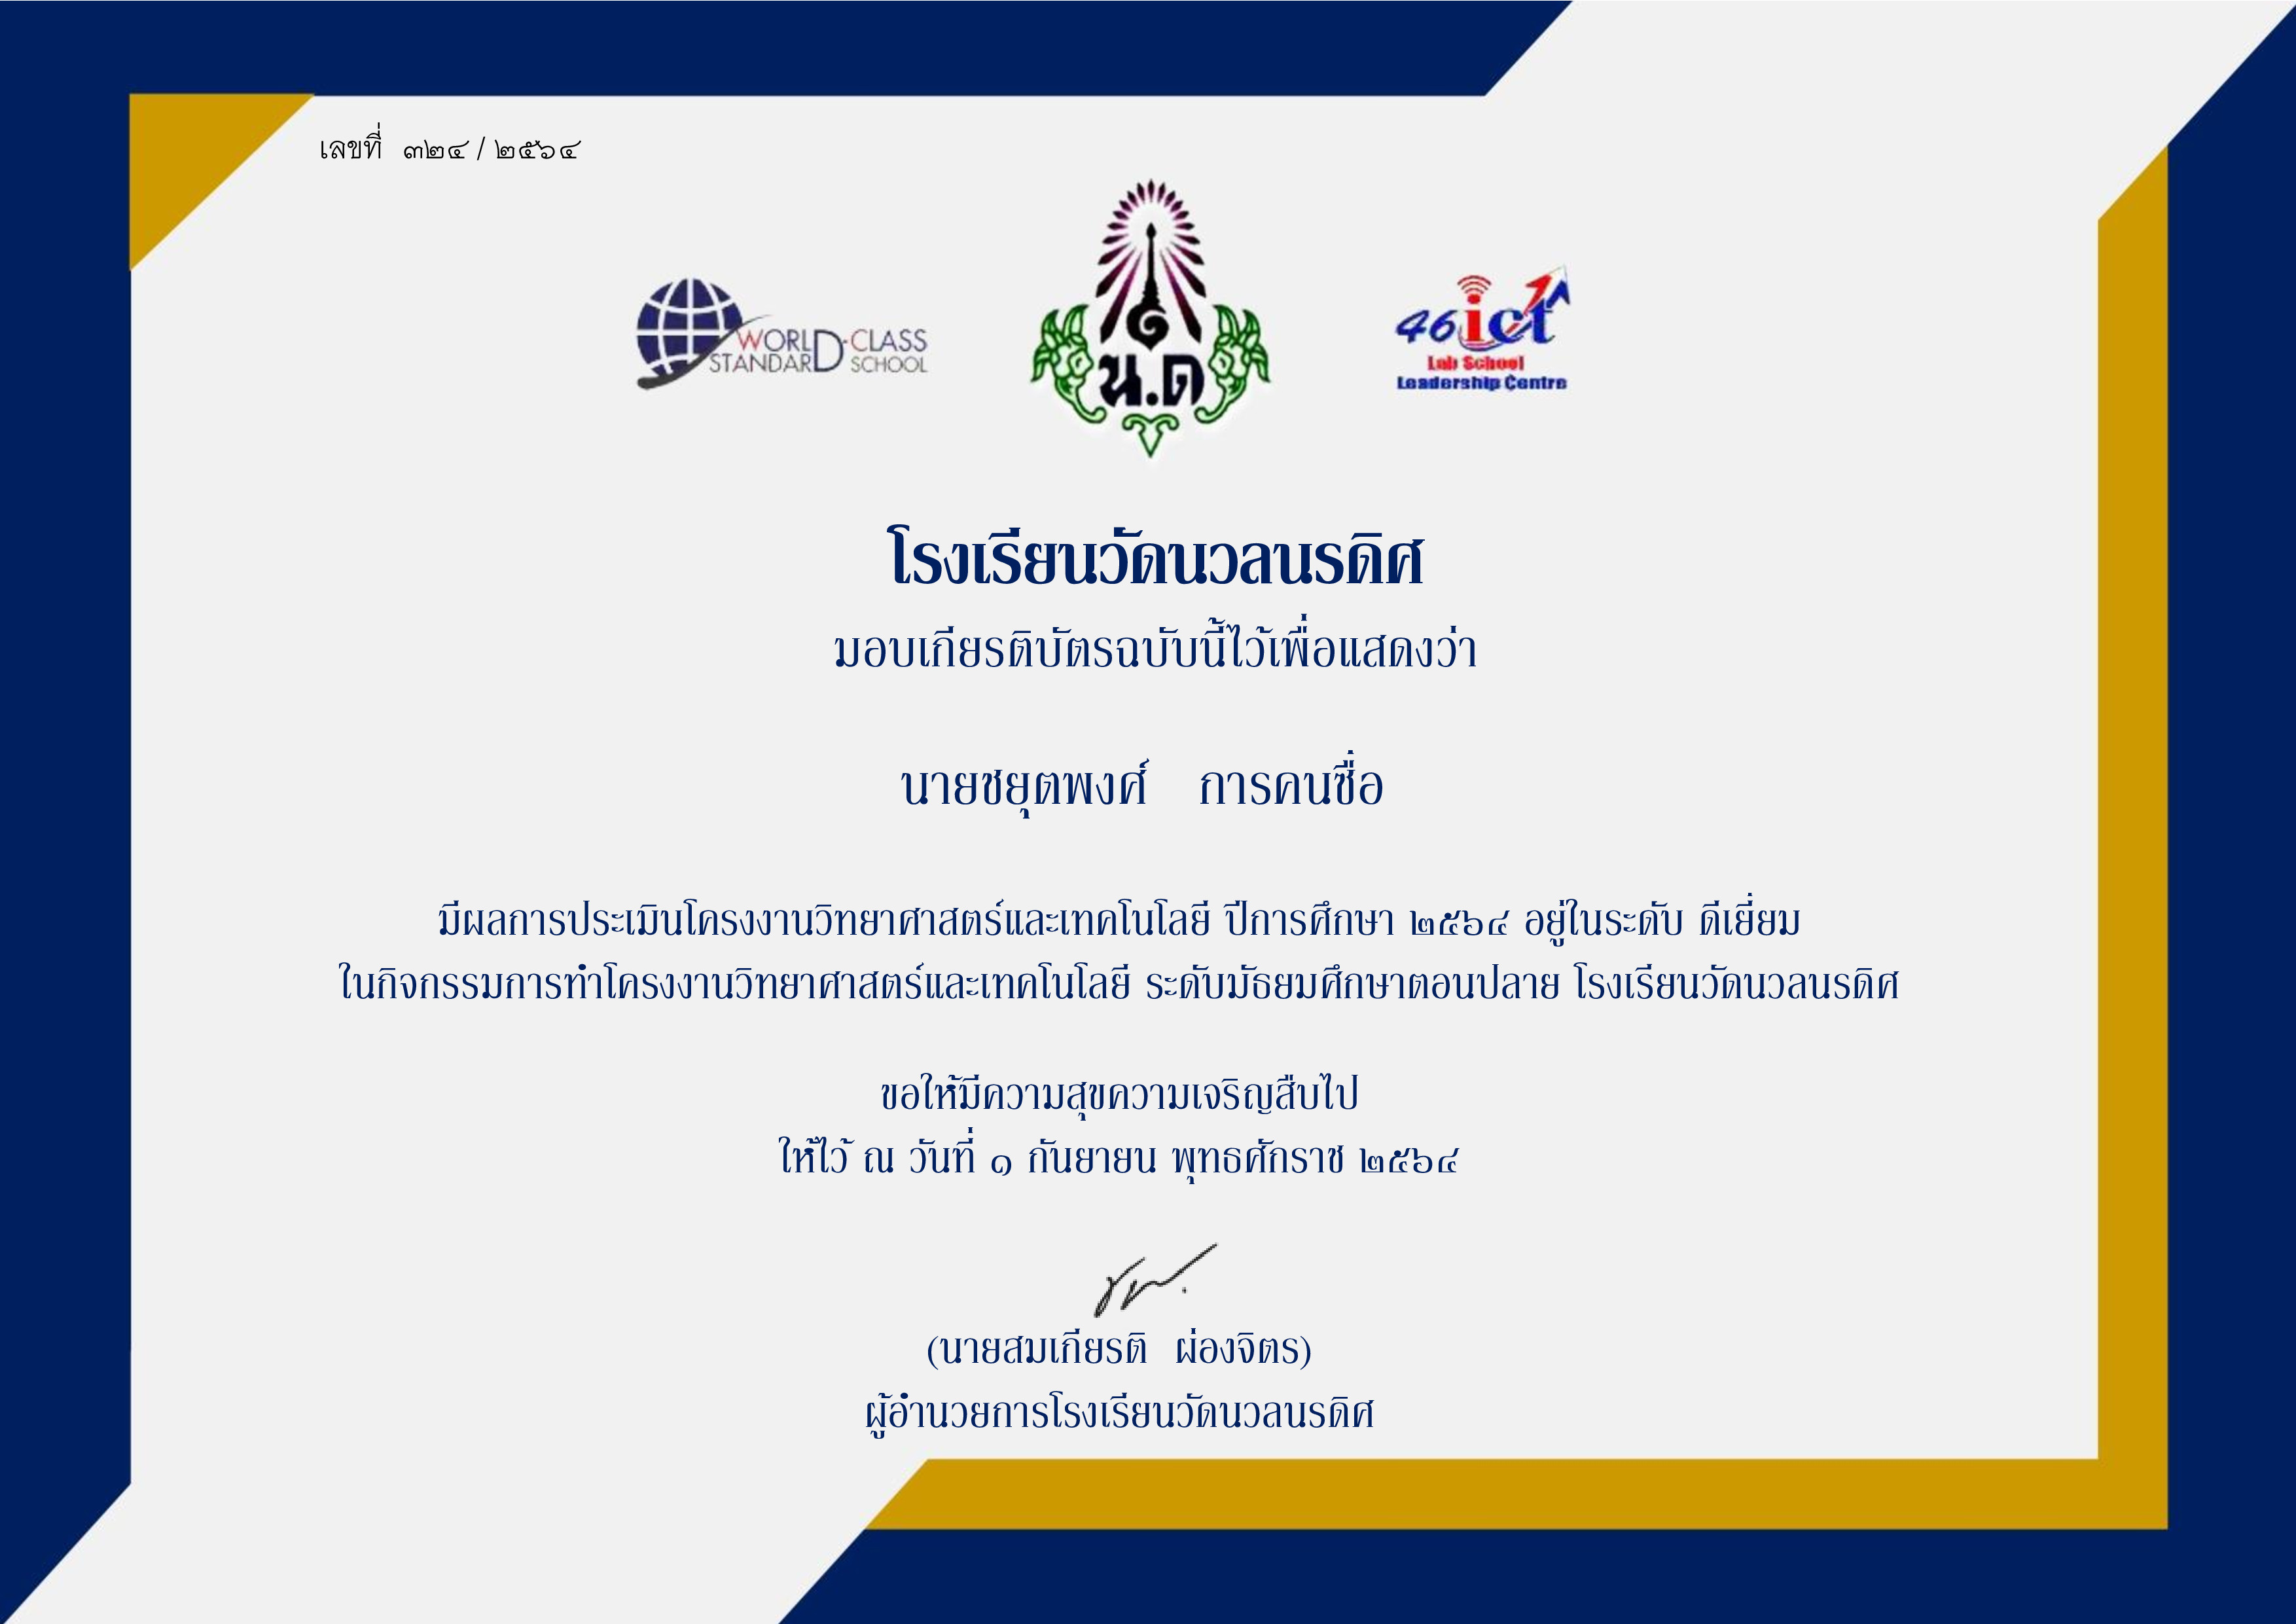 เลขที่ ๓๒๔ / ๒๕๖๔
WORLD-CLASS
STANDARD SCHOOL
๑
น.ด
46ict
Lab School
Leadership Centre
โรงเรียนวัดนวลนรดิศ
มอบเกียรติบัตรฉบับนี้ไว้เพื่อแสดงว่า
นายชยุตพงศ์ การคนซื่อ
มีผลการประเมินโครงงานวิทยาศาสตร์และเทคโนโลยี ปีการศึกษา ๒๕๖๔ อยู่ในระดับ ดีเยี่ยม
ในกิจกรรมการทำโครงงานวิทยาศาสตร์และเทคโนโลยี ระดับมัธยมศึกษาตอนปลาย โรงเรียนวัดนวลนรดิศ
ขอให้มีความสุขความเจริญสืบไป
ให้ไว้ ณ วันที่ ๑ กันยายน พุทธศักราช ๒๕๖๔
(นายสมเกียรติ ผ่องจิตร)
ผู้อำนวยการโรงเรียนวัดนวลนรดิศ